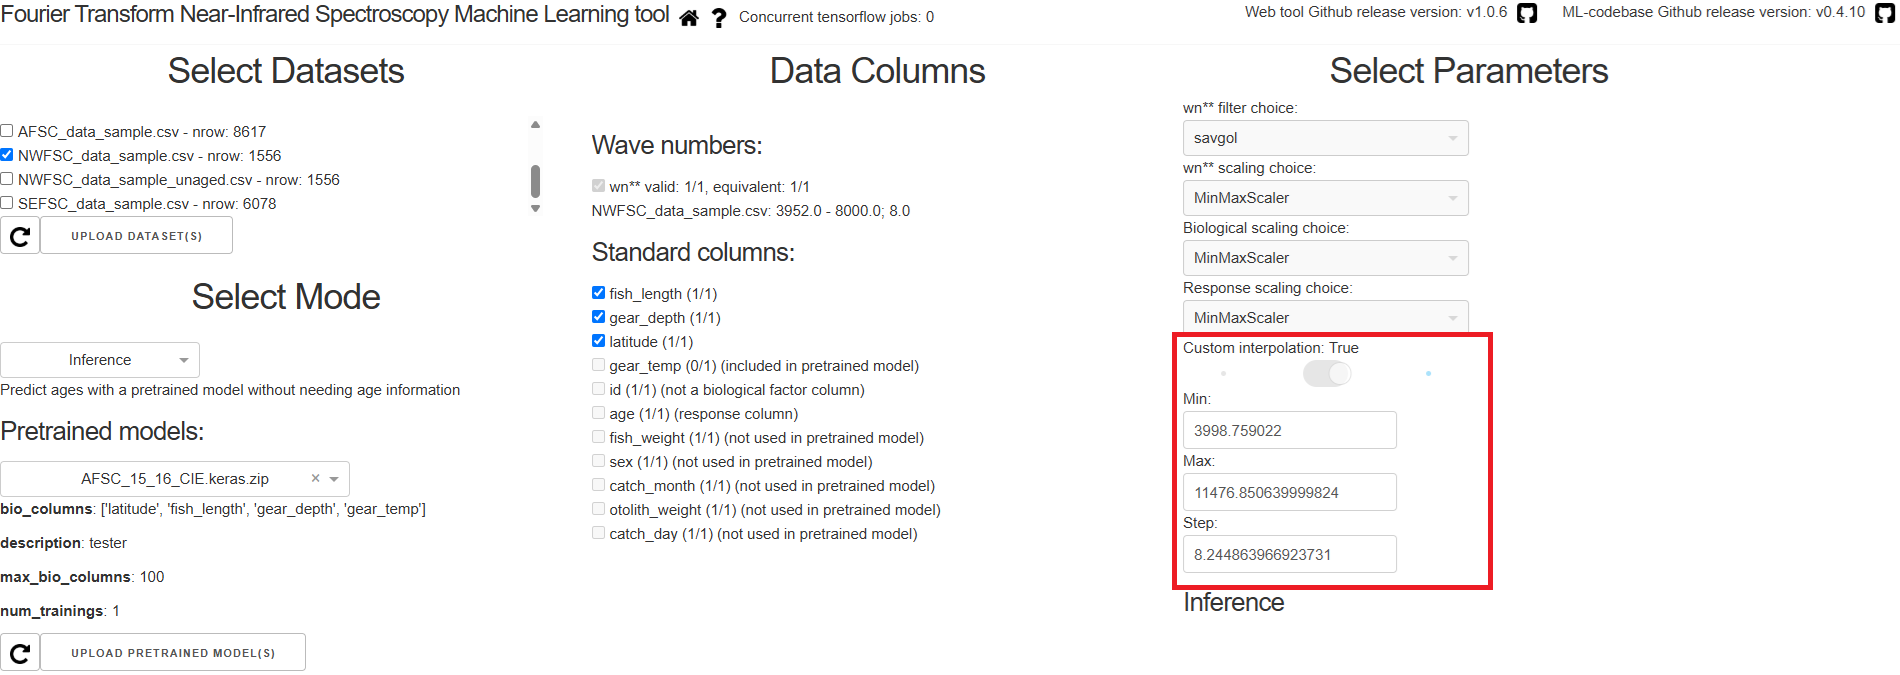 Fourier Transform Near-Infrared Spectroscopy Machine Learning tool Concurrent tensorflow jobs: 0 Web tool Github release version: v1.0.6 ML-codebase Github release version: v0.4.10
Select Datasets
AFSC_data_sample.csv - nrow: 8617
NWFSC_data_sample.csv - nrow: 1556
NWFSC_data_sample_unaged.csv - nrow: 1556
SEFSC_data_sample.csv - nrow: 6078
UPLOAD DATASET(S)
Select Mode
Inference
Predict ages with a pretrained model without needing age information
Pretrained models:
AFSC_15_16_CIE.keras.zip ×
bio_columns: ['latitude', 'fish_length', 'gear_depth', 'gear_temp']
description: tester
max_bio_columns: 100
num_trainings: 1
UPLOAD PRETRAINED MODEL(S)
Data Columns
Wave numbers:
wn** valid: 1/1, equivalent: 1/1
NWFSC_data_sample.csv: 3952.0 - 8000.0; 8.0
Standard columns:
fish_length (1/1)
gear_depth (1/1)
latitude (1/1)
gear_temp (0/1) (included in pretrained model)
id (1/1) (not a biological factor column)
age (1/1) (response column)
fish_weight (1/1) (not used in pretrained model)
sex (1/1) (not used in pretrained model)
catch_month (1/1) (not used in pretrained model)
otolith_weight (1/1) (not used in pretrained model)
catch_day (1/1) (not used in pretrained model)
Select Parameters
wn** filter choice:
savgol
wn** scaling choice:
MinMaxScaler
Biological scaling choice:
MinMaxScaler
Response scaling choice:
MinMaxScaler
Custom interpolation: True
Min:
3998.759022
Max:
11476.850639999824
Step:
8.244863966923731
Inference